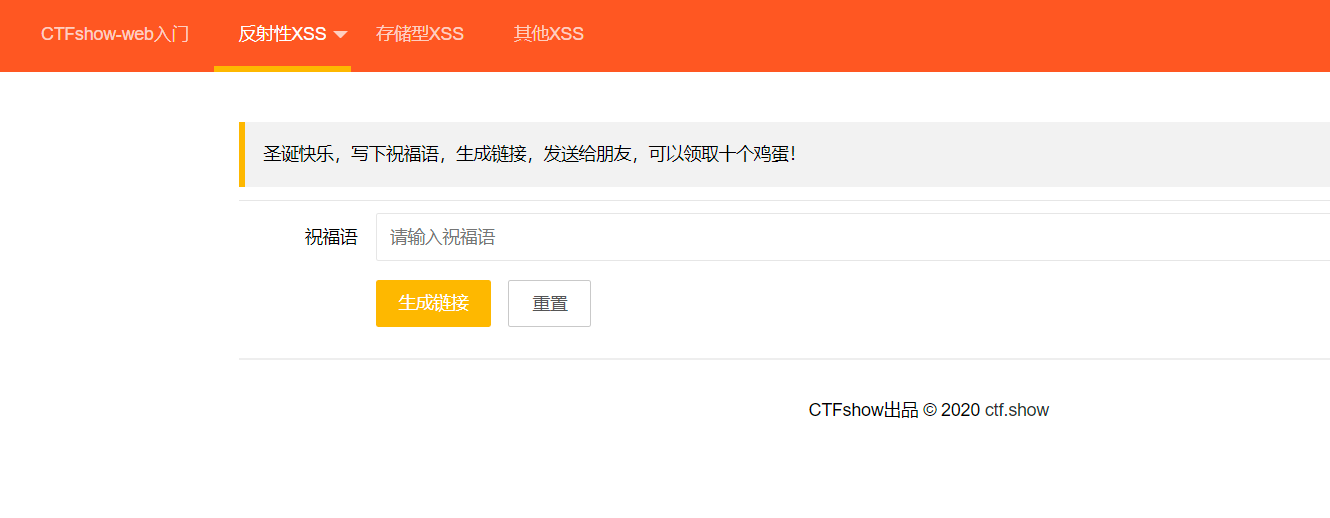 CTFshow-web入门 反射性XSS 存储型XSS 其他XSS
圣诞快乐，写下祝福语，生成链接，发送给朋友，可以领取十个鸡蛋！
祝福语 请输入祝福语
生成链接 重置
CTFshow出品 © 2020 ctf.show